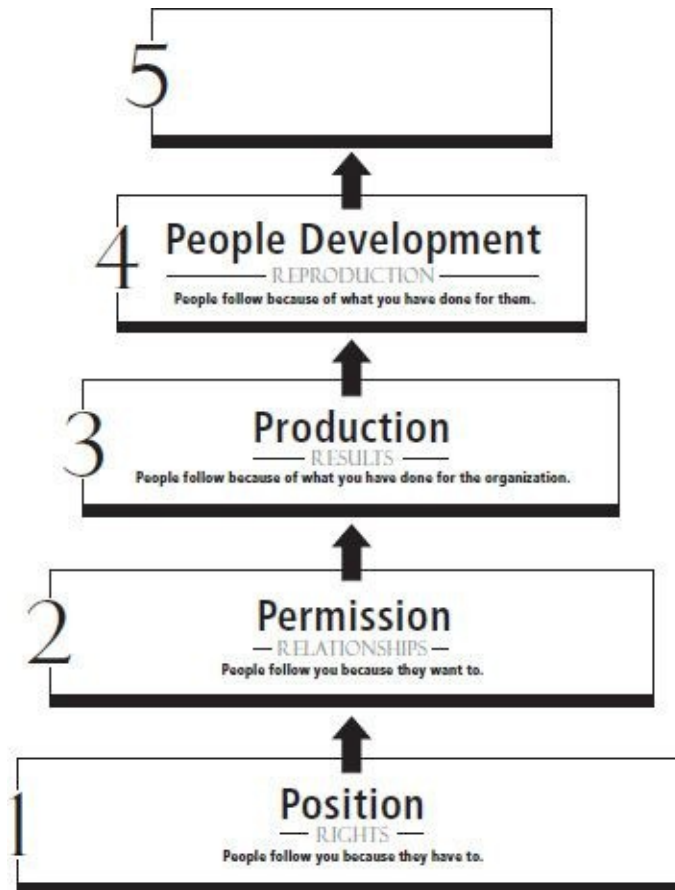 5
4
People Development
REPRODUCTION
People follow because of what you have done for them.
3
Production
RESULTS
People follow because of what you have done for the organization.
2
Permission
RELATIONSHIPS
People follow you because they want to.
1
Position
RIGHTS
People follow you because they have to.